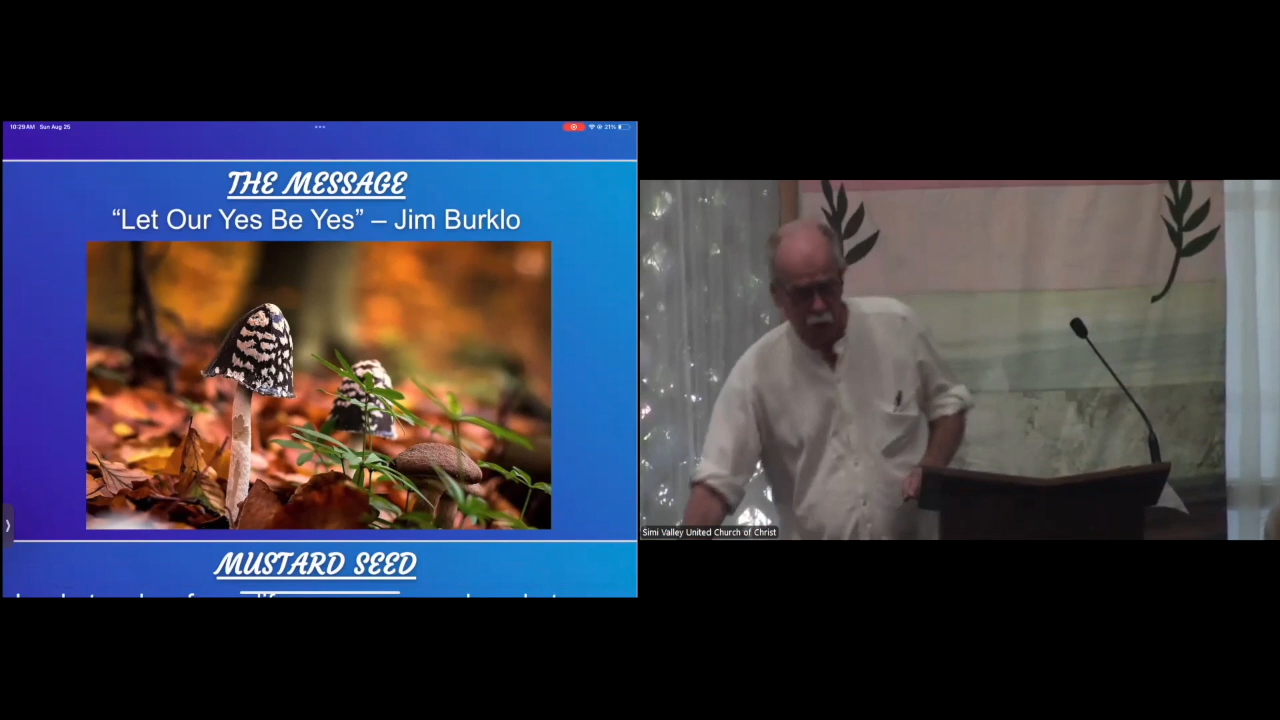 10:29 AM Sun Aug 25
21%
THE MESSAGE
“Let Our Yes Be Yes” – Jim Burklo
MUSTARD SEED
Simi Valley United Church of Christ